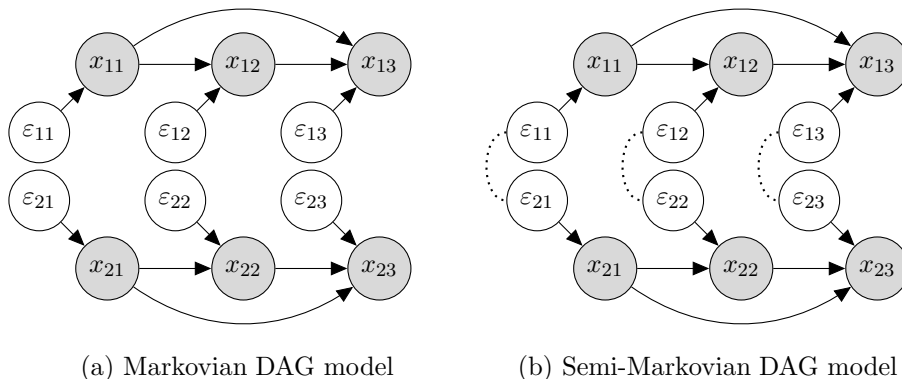 x₁₁ x₁₂ x₁₃ x₁₁ x₁₂ x₁₃
ε₁₁ ε₁₂ ε₁₃ ε₁₁ ε₁₂ ε₁₃
ε₂₁ ε₂₂ ε₂₃ ε₂₁ ε₂₂ ε₂₃
x₂₁ x₂₂ x₂₃ x₂₁ x₂₂ x₂₃
(a) Markovian DAG model (b) Semi-Markovian DAG model